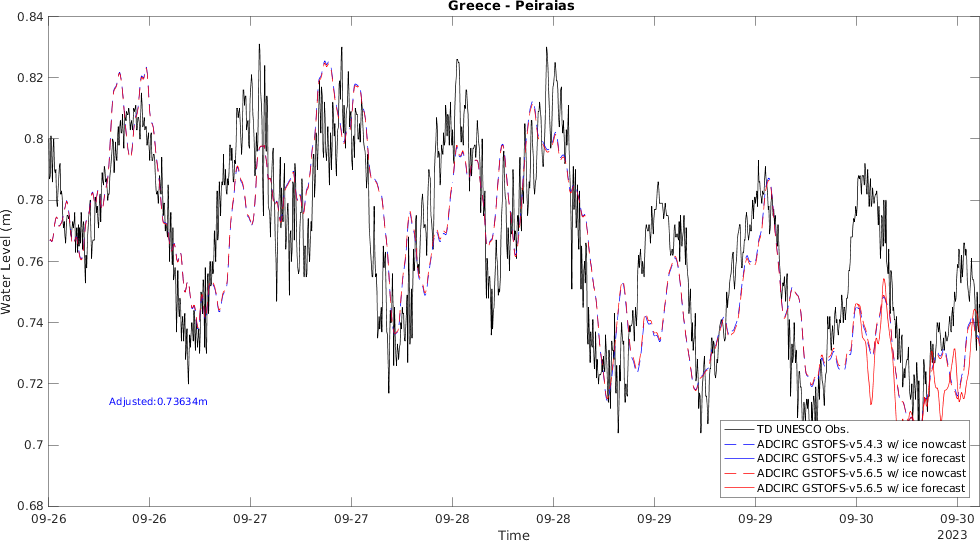 Greece - Peiraias
0.84
0.82
0.8
0.78
0.76
0.74
0.72
0.7
0.68
Water Level (m)
Adjusted:0.73634m
TD UNESCO Obs.
ADCIRC GSTOFS-v5.4.3 w/ ice nowcast
ADCIRC GSTOFS-v5.4.3 w/ ice forecast
ADCIRC GSTOFS-v5.6.5 w/ ice nowcast
ADCIRC GSTOFS-v5.6.5 w/ ice forecast
09-26 09-26 09-27 09-27 09-28 09-28 09-29 09-29 09-30 09-30
2023
Time